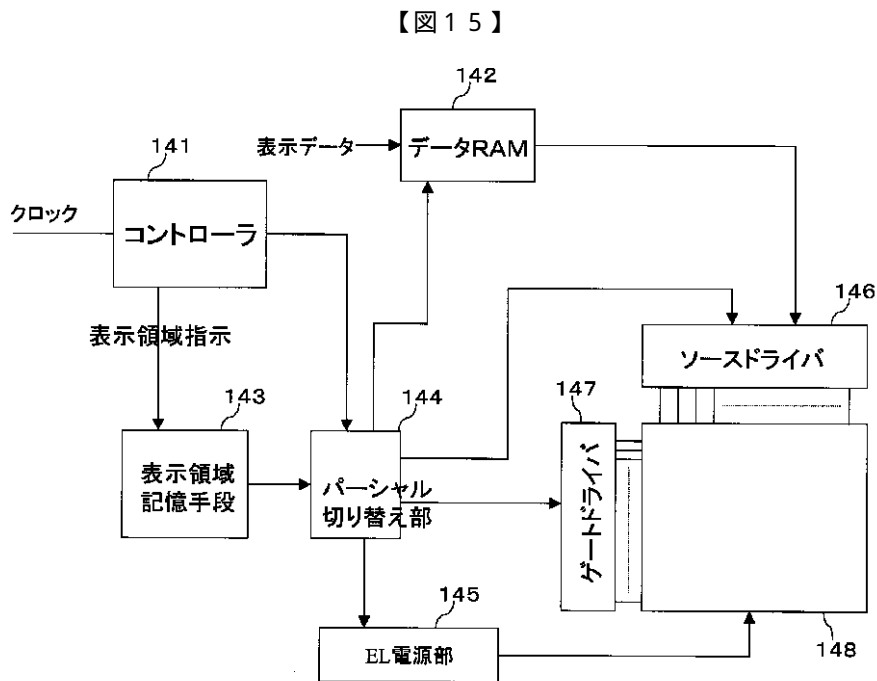 【図１５】
142
表示データ
データRAM
141
クロック
コントローラ
146
ソースドライバ
表示領域指示
143
144
147
表示領域
記憶手段
パーシャル
切り替え部
ゲートドライバ
145
EL電源部
148